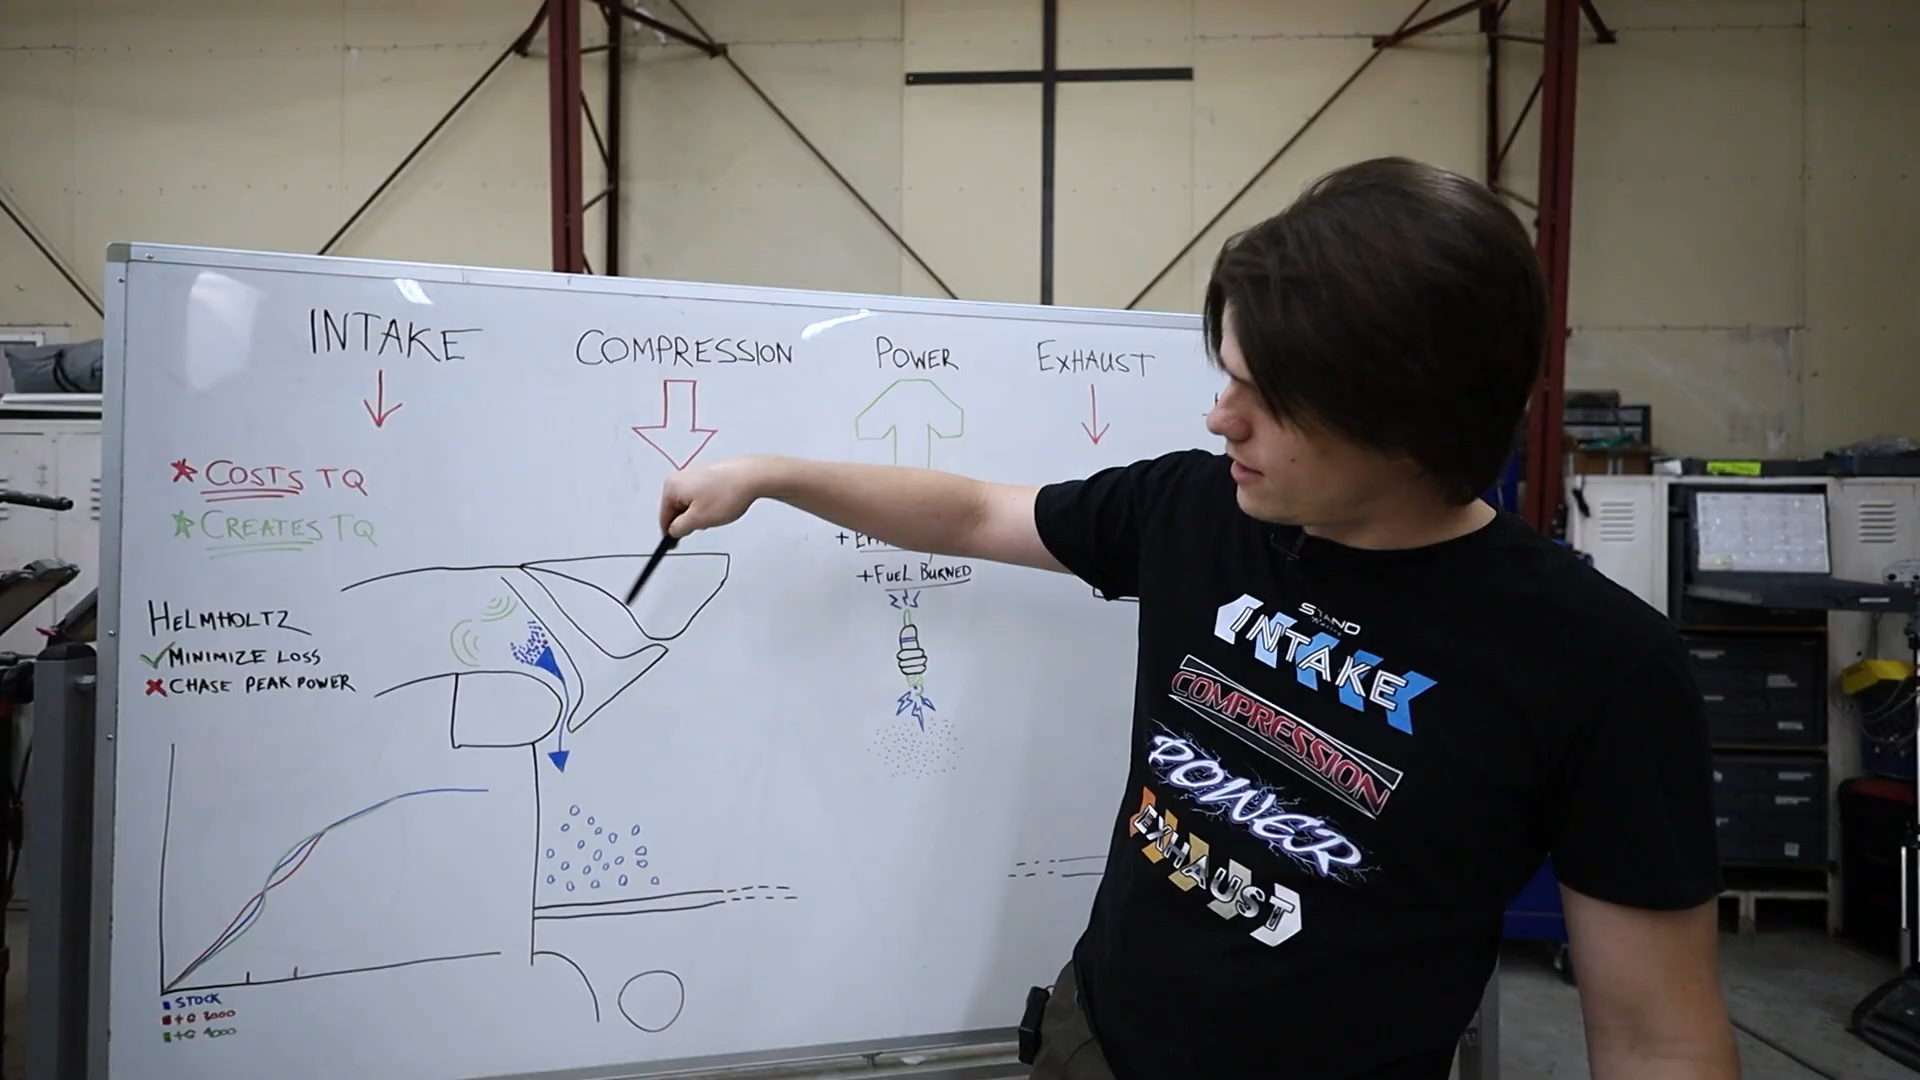 INTAKE
COMPRESSION
POWER
EXHAUST
* COSTS TQ
* CREATES TQ
+FUEL BURNED
HELMHOLTZ
✓ MINIMIZE LOSS
✗ CHASE PEAK POWER
STOCK
STAND
INTAKE
COMPRESSION
POWER
EXHAUST